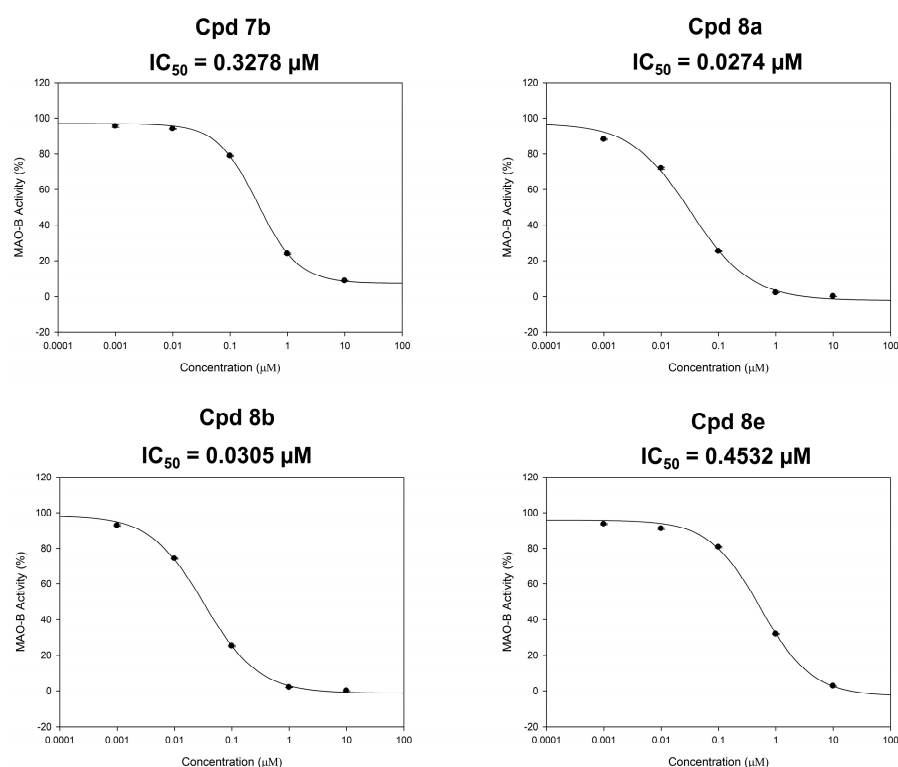 Cpd 7b
IC50 = 0.3278 µM
120
100
80
60
40
20
0
-20
MAO-B Activity (%)
0.0001 0.001 0.01 0.1 1 10 100
Concentration (µM)
Cpd 8a
IC50 = 0.0274 µM
120
100
80
60
40
20
0
-20
MAO-B Activity (%)
0.0001 0.001 0.01 0.1 1 10 100
Concentration (µM)
Cpd 8b
IC50 = 0.0305 µM
120
100
80
60
40
20
0
-20
MAO-B Activity (%)
0.0001 0.001 0.01 0.1 1 10 100
Concentration (µM)
Cpd 8e
IC50 = 0.4532 µM
120
100
80
60
40
20
0
-20
MAO-B Activity (%)
0.0001 0.001 0.01 0.1 1 10 100
Concentration (µM)